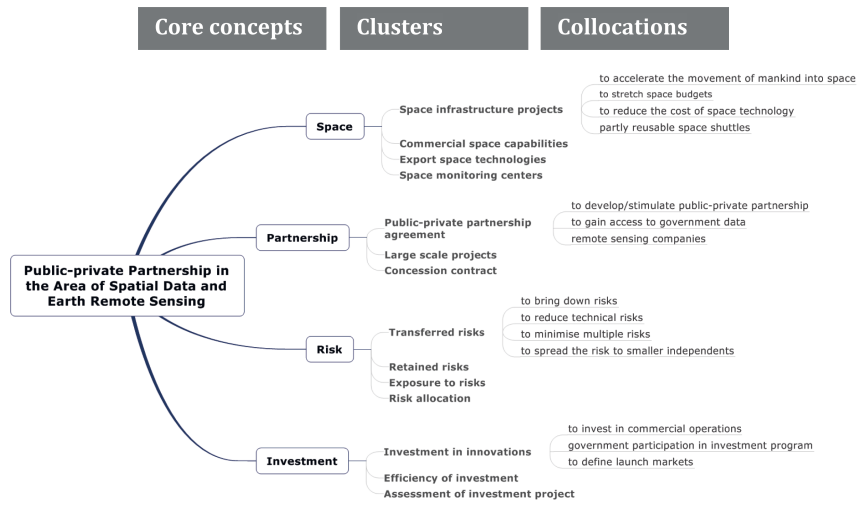 Core concepts
Clusters
Collocations
Public-private Partnership in
the Area of Spatial Data and
Earth Remote Sensing
Space
Space infrastructure projects
to accelerate the movement of mankind into space
to stretch space budgets
to reduce the cost of space technology
partly reusable space shuttles
Commercial space capabilities
Export space technologies
Space monitoring centers
Partnership
Public-private partnership
agreement
to develop/stimulate public-private partnership
to gain access to government data
remote sensing companies
Large scale projects
Concession contract
Risk
Transferred risks
to bring down risks
to reduce technical risks
to minimise multiple risks
to spread the risk to smaller independents
Retained risks
Exposure to risks
Risk allocation
Investment
Investment in innovations
to invest in commercial operations
government participation in investment program
to define launch markets
Efficiency of investment
Assessment of investment project